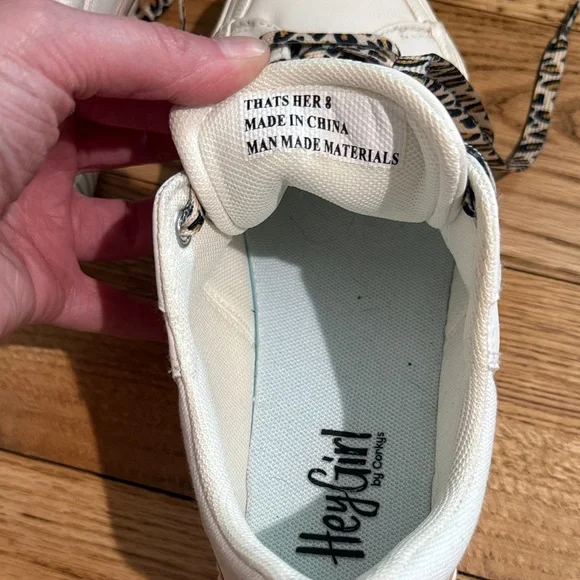 THATS HER 8
MADE IN CHINA
MAN MADE MATERIALS
HeyGirl
by Corkys